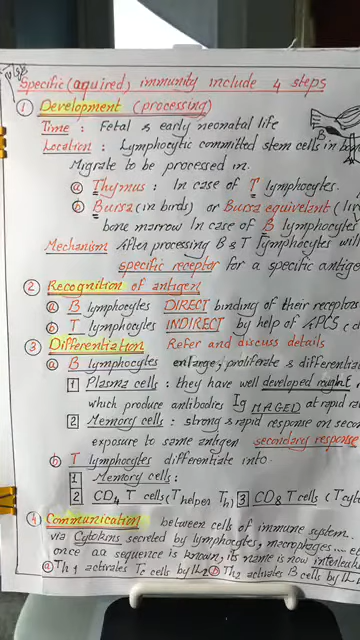 Specific (aquired) immunity include 4 steps
① Development (processing)
Time : Fetal & early neonatal life
Location : Lymphocytic committed stem cells in bone
Migrate to be processed in.
ⓐ Thymus : In case of T lymphocytes.
ⓑ Bursa (in birds) or Bursa equivelant (liv
bone marrow In case of B lymphocytes
Mechanism After processing B & T lymphocytes will
specific receptor for a specific antige
② Recognition of antigen
ⓐ B lymphocytes DIRECT binding of their receptors
ⓑ T lymphocytes INDIRECT by help of APCS (a
③ Differentiation Refer and discuss details
ⓐ B lymphocytes enlarge, proliferate & differentia
1 Plasma cells : they have well developed rough E
which produce antibodies Ig MAGED at rapid ra
2 Memory cells : strong & rapid response on seco
exposure to same antigen secondary response
ⓑ T lymphocytes differentiate into:
1 Memory cells:
2 CD4 T cells (T helper Th) 3 CD8 T cells (Tcyto
④ Communication between cells of immune system.
via Cytokins secreted by lymphocytes, macrophages.... e
once aa sequence is known, its name is now interleukin
ⓐ Th1 activates Tc cells by IL2 ⓑ Th2 activates B cells by IL
B